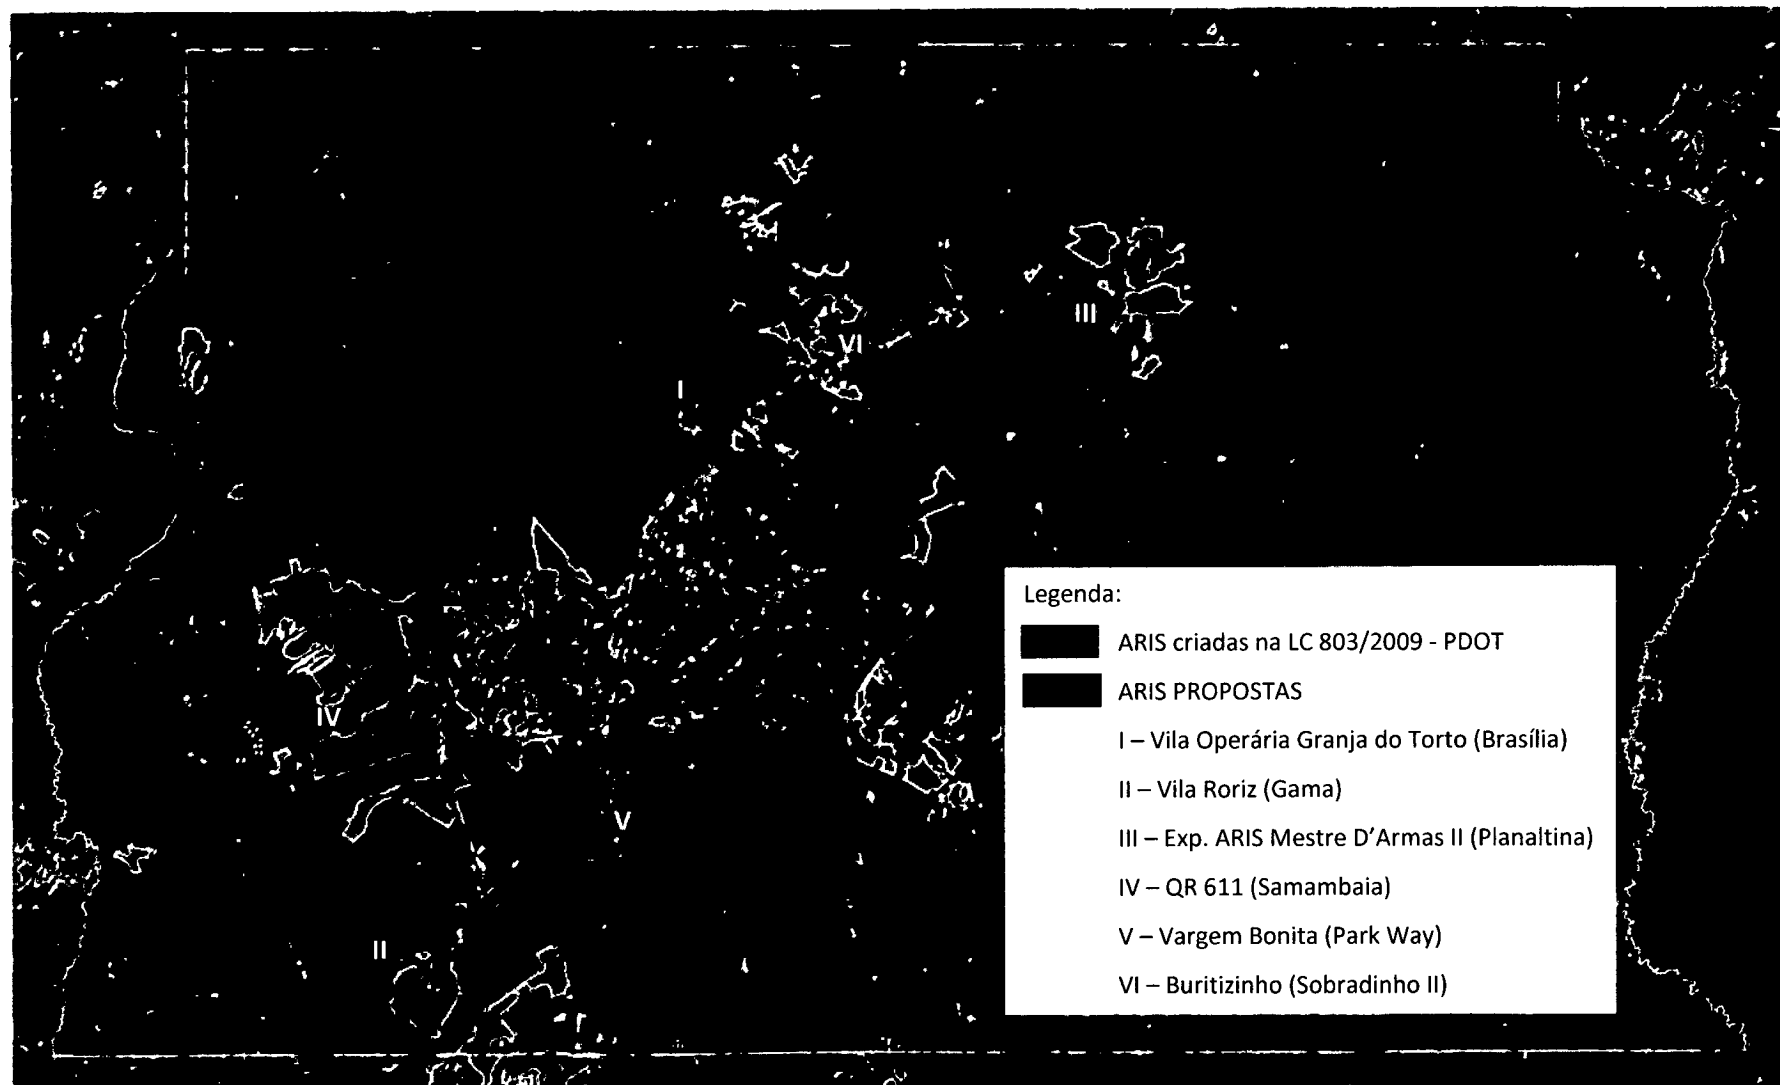 III
VI
I
IV
V
II
Legenda:
ARIS criadas na LC 803/2009 - PDOT
ARIS PROPOSTAS
I – Vila Operária Granja do Torto (Brasília)
II – Vila Roriz (Gama)
III – Exp. ARIS Mestre D'Armas II (Planaltina)
IV – QR 611 (Samambaia)
V – Vargem Bonita (Park Way)
VI – Buritizinho (Sobradinho II)